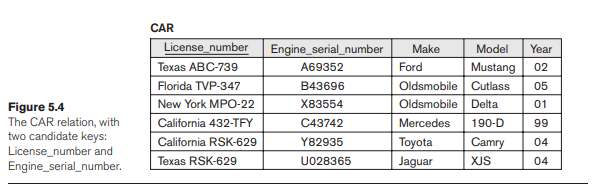 CAR
License_number Engine_serial_number Make Model Year
Texas ABC-739 A69352 Ford Mustang 02
Florida TVP-347 B43696 Oldsmobile Cutlass 05
New York MPO-22 X83554 Oldsmobile Delta 01
California 432-TFY C43742 Mercedes 190-D 99
California RSK-629 Y82935 Toyota Camry 04
Texas RSK-629 U028365 Jaguar XJS 04
Figure 5.4
The CAR relation, with
two candidate keys:
License_number and
Engine_serial_number.